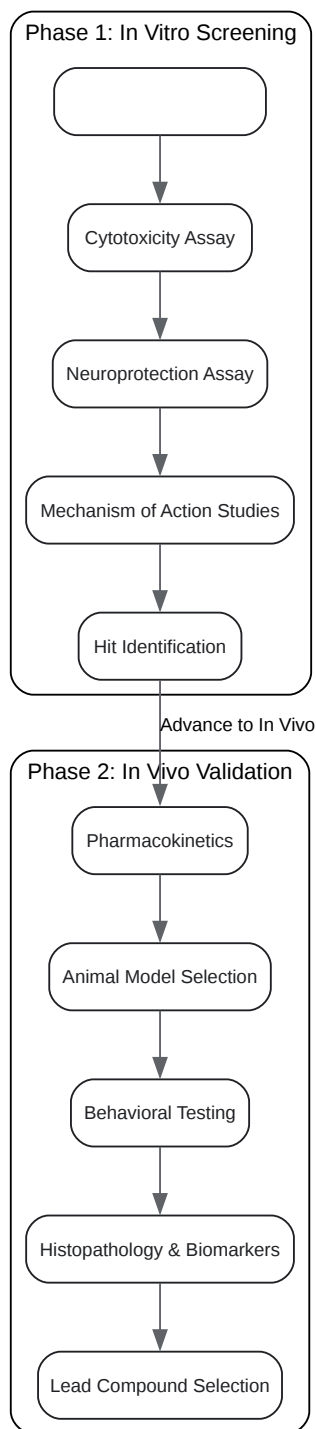 Phase 1: In Vitro Screening
Cytotoxicity Assay
Neuroprotection Assay
Mechanism of Action Studies
Hit Identification
Advance to In Vivo
Phase 2: In Vivo Validation
Pharmacokinetics
Animal Model Selection
Behavioral Testing
Histopathology & Biomarkers
Lead Compound Selection